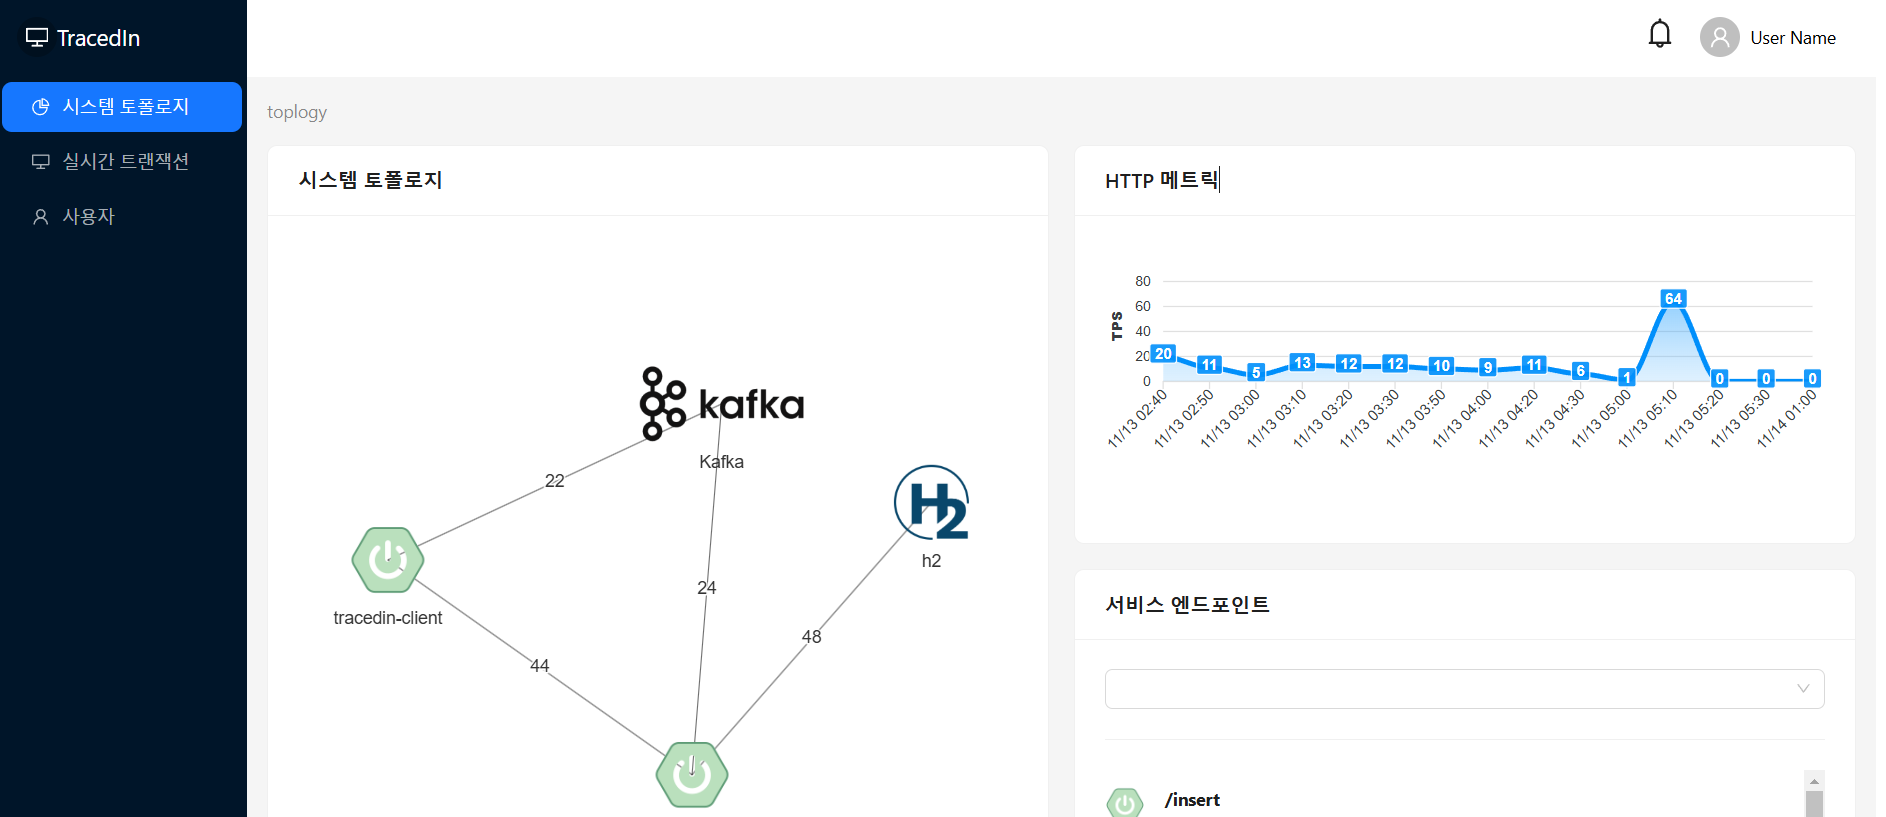 TracedIn
User Name
시스템 토폴로지
실시간 트랜잭션
사용자
toplogy
시스템 토폴로지
kafka
Kafka
22
H2
h2
tracedin-client
24
48
44
HTTP 메트릭
TPS
80
60
40
20
0
20
11
5
13
12
12
10
9
11
6
1
64
0
0
0
11/13 02:40
11/13 02:50
11/13 03:00
11/13 03:10
11/13 03:20
11/13 03:30
11/13 03:50
11/13 04:00
11/13 04:20
11/13 04:30
11/13 05:00
11/13 05:10
11/13 05:20
11/13 05:30
11/14 01:00
서비스 엔드포인트
/insert